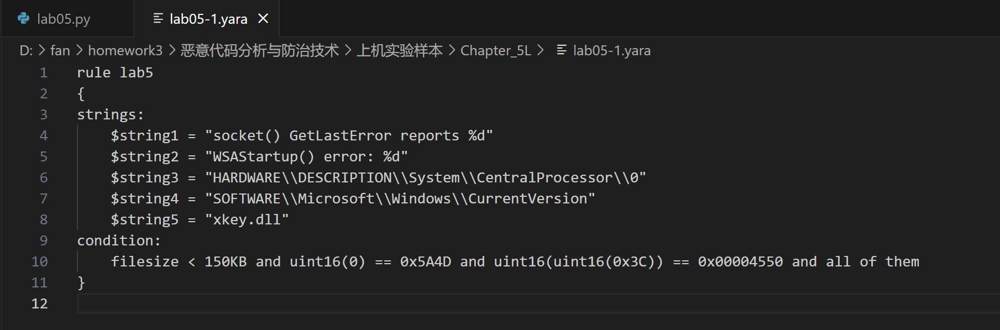 lab05.py lab05-1.yara
D: > fan > homework3 > 恶意代码分析与防治技术 > 上机实验样本 > Chapter_5L > lab05-1.yara
1 rule lab5
2 {
3 strings:
4 $string1 = "socket() GetLastError reports %d"
5 $string2 = "WSAStartup() error: %d"
6 $string3 = "HARDWARE\\DESCRIPTION\\System\\CentralProcessor\\0"
7 $string4 = "SOFTWARE\\Microsoft\\Windows\\CurrentVersion"
8 $string5 = "xkey.dll"
9 condition:
10 filesize < 150KB and uint16(0) == 0x5A4D and uint16(uint16(0x3C)) == 0x00004550 and all of them
11 }
12